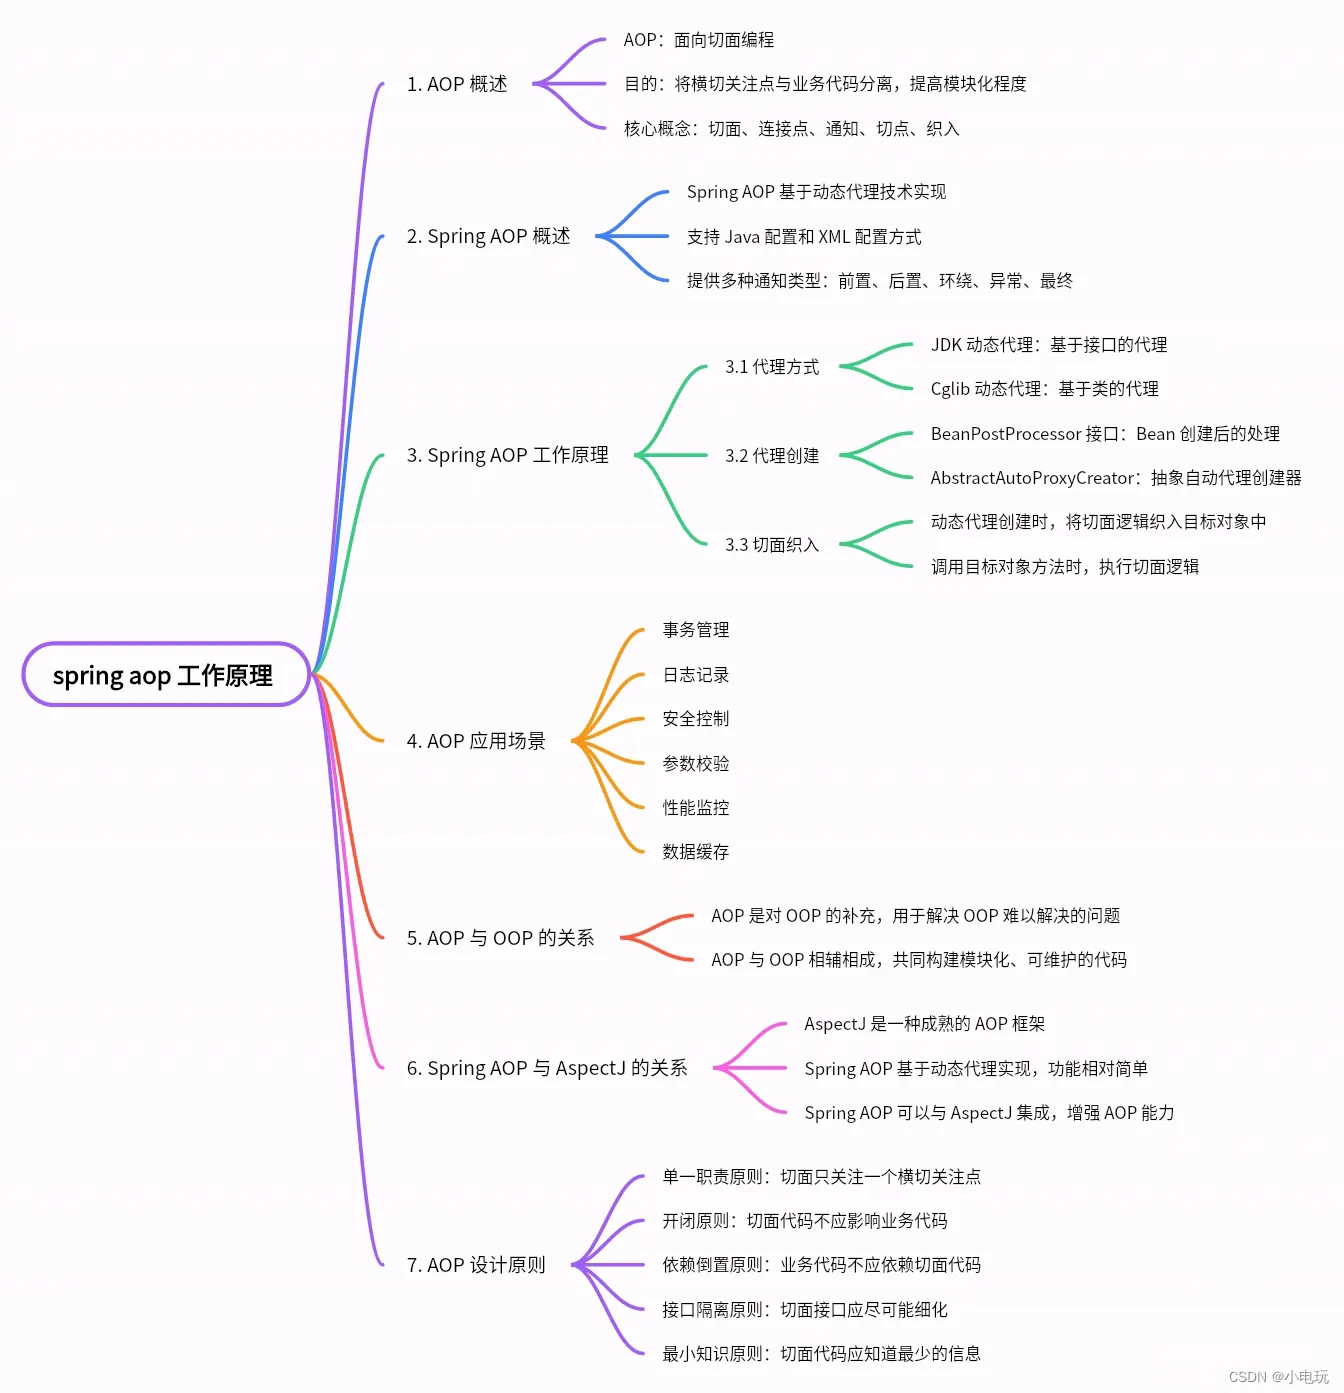 spring aop 工作原理
1. AOP 概述
AOP：面向切面编程
目的：将横切关注点与业务代码分离，提高模块化程度
核心概念：切面、连接点、通知、切点、织入
2. Spring AOP 概述
Spring AOP 基于动态代理技术实现
支持 Java 配置和 XML 配置方式
提供多种通知类型：前置、后置、环绕、异常、最终
3. Spring AOP 工作原理
3.1 代理方式
JDK 动态代理：基于接口的代理
Cglib 动态代理：基于类的代理
3.2 代理创建
BeanPostProcessor 接口：Bean 创建后的处理
AbstractAutoProxyCreator：抽象自动代理创建器
3.3 切面织入
动态代理创建时，将切面逻辑织入目标对象中
调用目标对象方法时，执行切面逻辑
4. AOP 应用场景
事务管理
日志记录
安全控制
参数校验
性能监控
数据缓存
5. AOP 与 OOP 的关系
AOP 是对 OOP 的补充，用于解决 OOP 难以解决的问题
AOP 与 OOP 相辅相成，共同构建模块化、可维护的代码
6. Spring AOP 与 AspectJ 的关系
AspectJ 是一种成熟的 AOP 框架
Spring AOP 基于动态代理实现，功能相对简单
Spring AOP 可以与 AspectJ 集成，增强 AOP 能力
7. AOP 设计原则
单一职责原则：切面只关注一个横切关注点
开闭原则：切面代码不应影响业务代码
依赖倒置原则：业务代码不应依赖切面代码
接口隔离原则：切面接口应尽可能细化
最小知识原则：切面代码应知道最少的信息
CSDN @小电玩